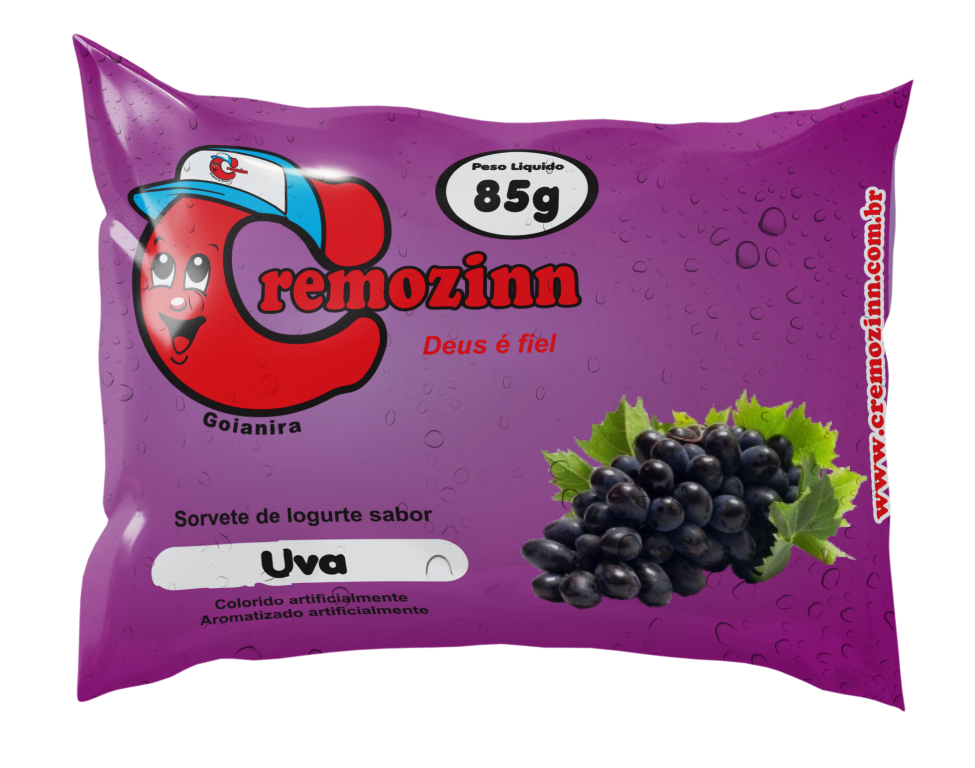 Peso Liquido
85g
Cremozinn
Deus é fiel
Goianira
www.cremozinn.com.br
Sorvete de Iogurte sabor
Uva
Colorido artificialmente
Aromatizado artificialmente